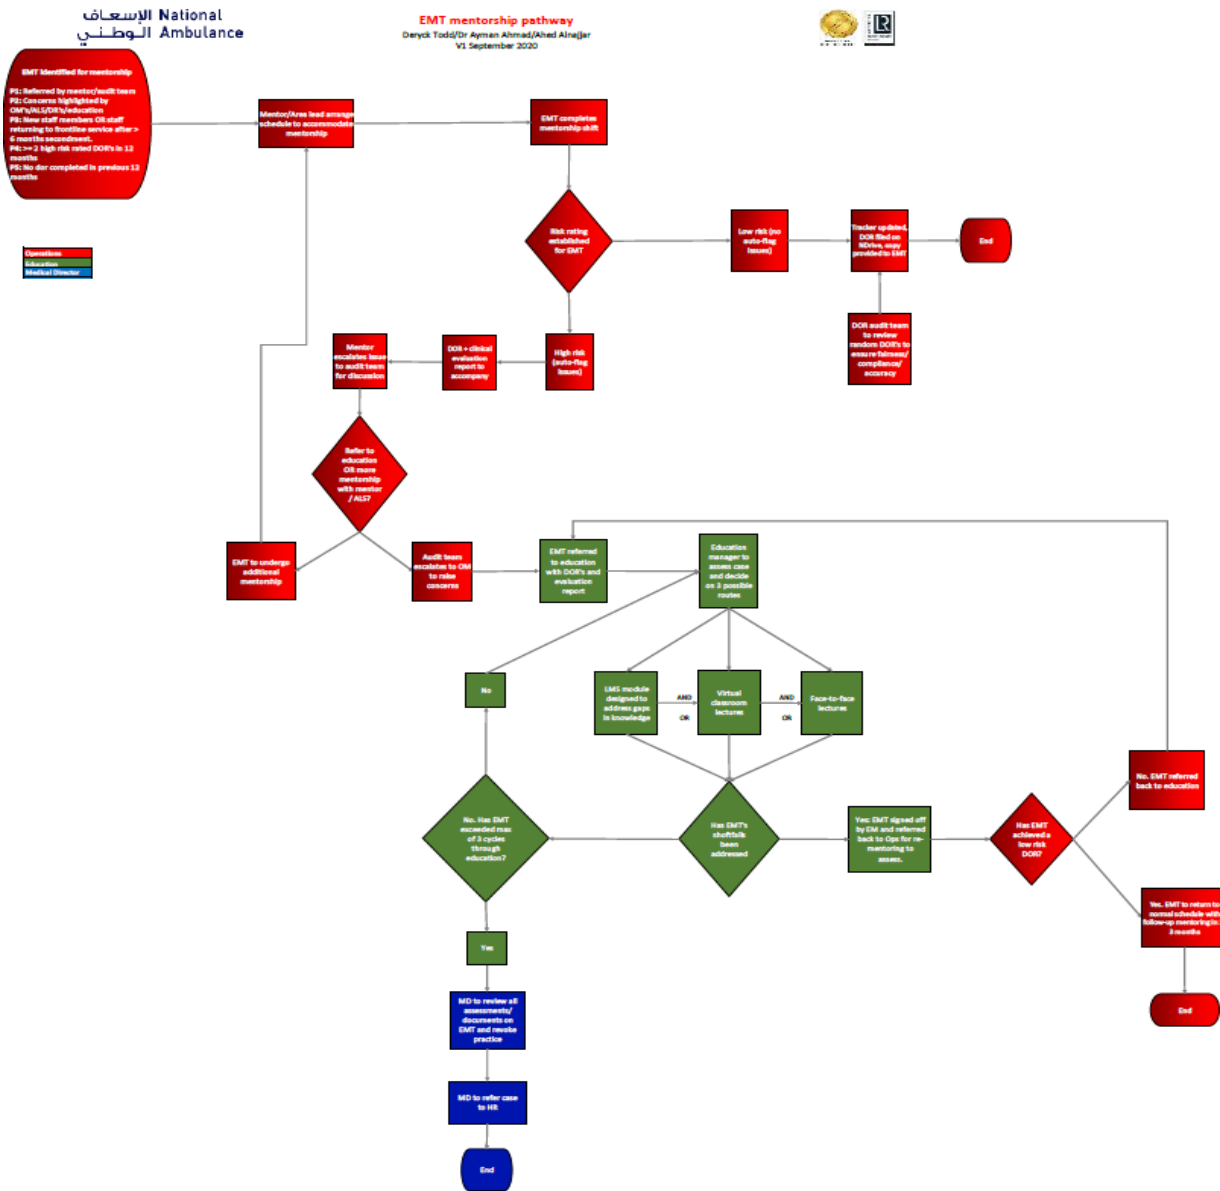 الإسعاف National
الوطني Ambulance
EMT mentorship pathway
Deryck Todd/Dr Ayman Ahmad/Ahed Alnajjar
V1 September 2020
EMT identified for mentorship
P1: Referred by mentor/audit team
P2: Concerns highlighted by
OM's/ALS/DR's/education
P3: New staff members OR staff
returning to frontline service after >
6 months secondment.
P4: >= 2 high risk rated DOR's in 12
months
P5: No dor completed in previous 12
months
Mentor/Area lead arrange
schedule to accommodate
mentorship
EMT completes
mentorship shift
Operations
Education
Medical Director
Risk rating
established
for EMT
Low risk (no
auto-flag
issues)
Tracker updated,
DOR filed on
NDrive, copy
provided to EMT
End
DOR audit team
to review
random DOR's to
ensure fairness/
compliance/
accuracy
Mentor
escalates issue
to audit team
for discussion
DOR + clinical
evaluation
report to
accompany
High risk
(auto-flag
issues)
Refer to
education
OR more
mentorship
with mentor
/ ALS?
EMT to undergo
additional
mentorship
Audit team
escalates to OM
to raise
concerns
EMT referred
to education
with DOR's and
evaluation
report
Education
manager to
assess case
and decide
on 3 possible
routes
No
LMS module
designed to
address gaps
in knowledge
AND
OR
Virtual
classroom
lectures
AND
OR
Face-to-face
lectures
No. EMT referred
back to education
No. Has EMT
exceeded max
of 3 cycles
through
education?
Has EMT's
shoftfalls
been
addressed
Yes: EMT signed off
by EM and referred
back to Ops for re-
mentoring to
assess.
Has EMT
achieved a
low risk
DOR?
Yes. EMT to return to
normal schedule with
follow-up mentoring in
3 months
End
Yes
MD to review all
assessments/
documents on
EMT and revoke
practice
MD to refer case
to HR
End